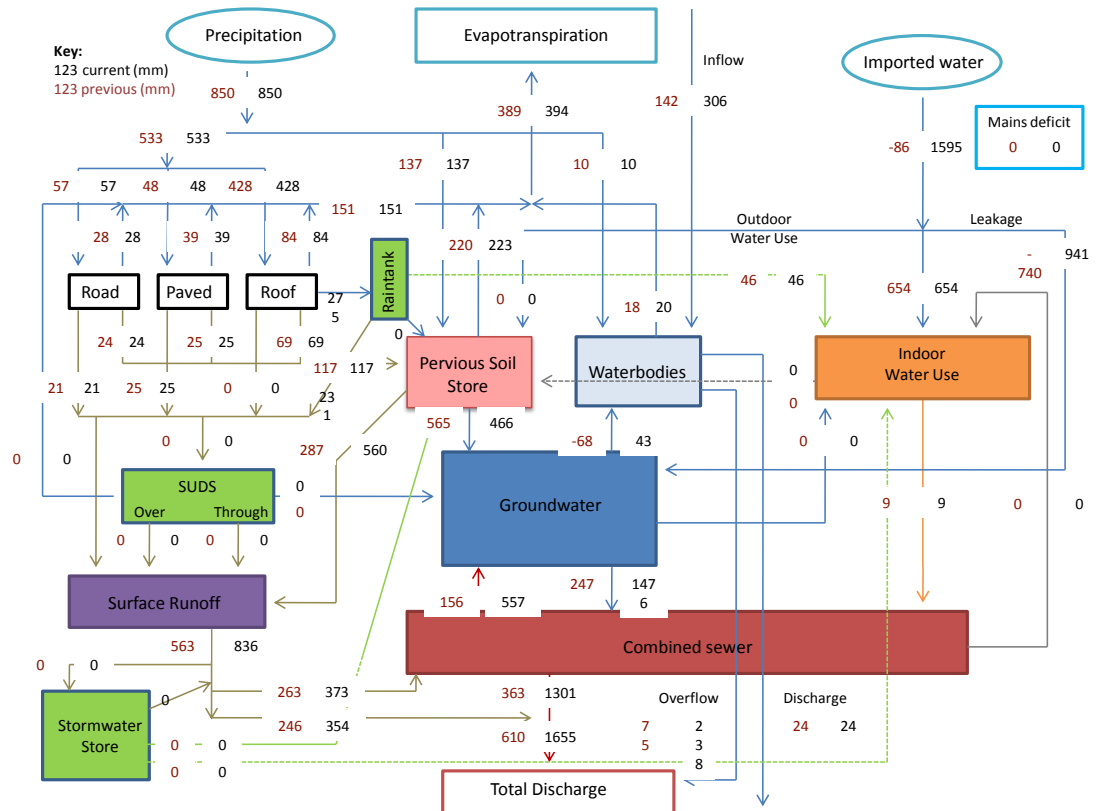 Precipitation
Evapotranspiration
Inflow
Imported water
Key:
123 current (mm)
123 previous (mm)
850 850
389 394
142 306
Mains deficit
0 0
533 533
137 137
10 10
-86 1595
57 57 48 48 428 428
151 151
Outdoor
Water Use
Leakage
28 28 39 39 84 84
220 223
-
740
941
46 46
654 654
Road
Paved
Roof
27
5
Raintank
0 0
18 20
24 24 25 25 69 69
0
117 117
Pervious Soil
Store
Waterbodies
Indoor
Water Use
0
0
21 21 25 25 0 0
23
1
565 466
-68 43
0 0
0 0
287 560
0 0
SUDS
Over Through
0
0
Groundwater
9 9
0 0
0 0 0 0
Surface Runoff
247 147
6
156 557
563 836
Combined sewer
0 0
0
263 373
363 1301
Overflow
Discharge
Stormwater
Store
246 354
610 1655
7 2
5 3
8
24 24
0 0
0 0
Total Discharge